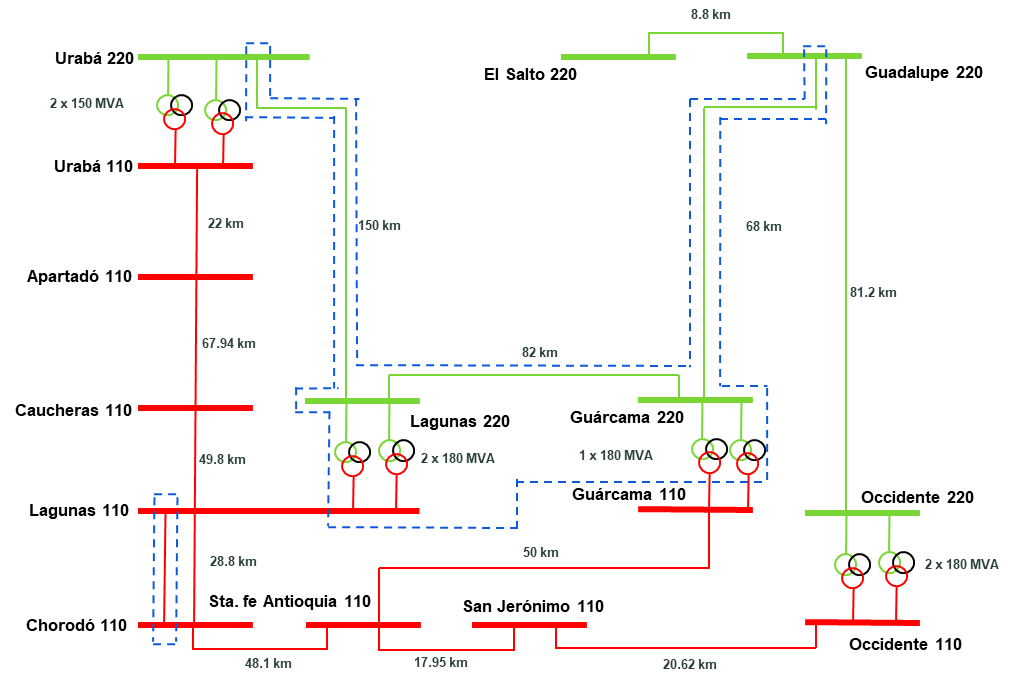 8.8 km
Urabá 220
El Salto 220
Guadalupe 220
2 x 150 MVA
Urabá 110
22 km
150 km
68 km
Apartadó 110
81.2 km
67.94 km
82 km
Caucheras 110
Lagunas 220
Guárcama 220
49.8 km
2 x 180 MVA
1 x 180 MVA
Guárcama 110
Occidente 220
Lagunas 110
50 km
28.8 km
2 x 180 MVA
Sta. fe Antioquia 110
San Jerónimo 110
Chorodó 110
Occidente 110
48.1 km
17.95 km
20.62 km